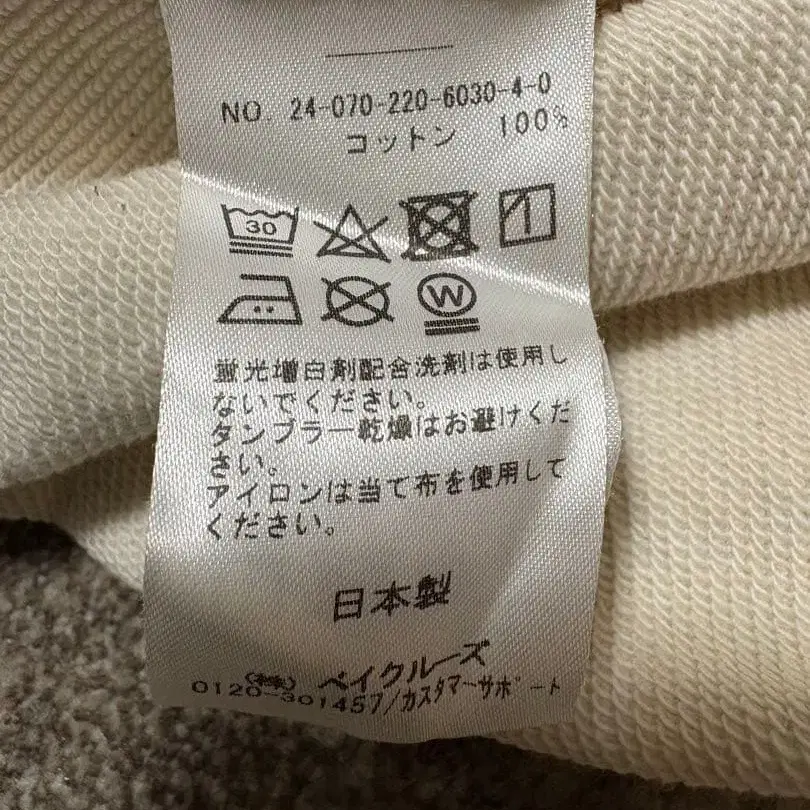 NO. 24-070-220-6030-4-0
コットン 100%
30
W
蛍光増白剤配合洗剤は使用し
ないでください。
タンブラー乾燥はお避けくだ
さい。
アイロンは当て布を使用して
ください。
日本製
(株) ベイクルーズ
0120-301457/カスタマーサポート